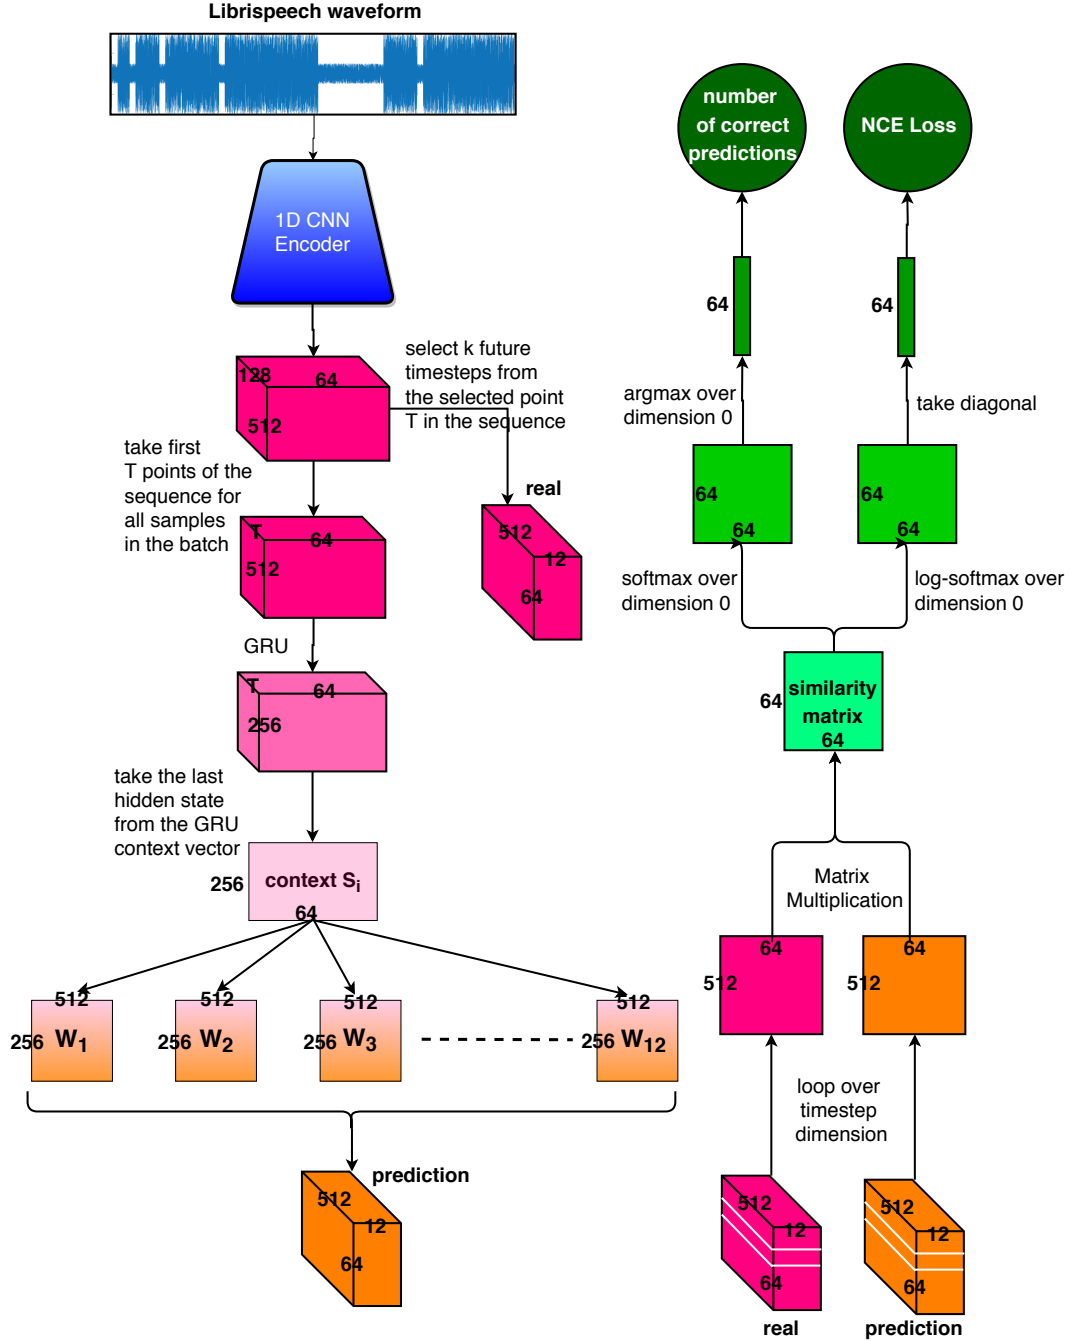 Librispeech waveform
1D CNN
Encoder
128
64
512
select k future
timesteps from
the selected point
T in the sequence
take first
T points of the
sequence for
all samples
in the batch
T
64
512
real
512
12
64
GRU
T
64
256
take the last
hidden state
from the GRU
context vector
256
context Si
64
512
256 W1
512
256 W2
512
256 W3
512
256 W12
prediction
512
12
64
number
of correct
predictions
NCE Loss
64
64
argmax over
dimension 0
take diagonal
64
64
64
64
softmax over
dimension 0
log-softmax over
dimension 0
64
similarity
matrix
64
Matrix
Multiplication
64
512
64
512
loop over
timestep
dimension
512
12
64
real
512
12
64
prediction